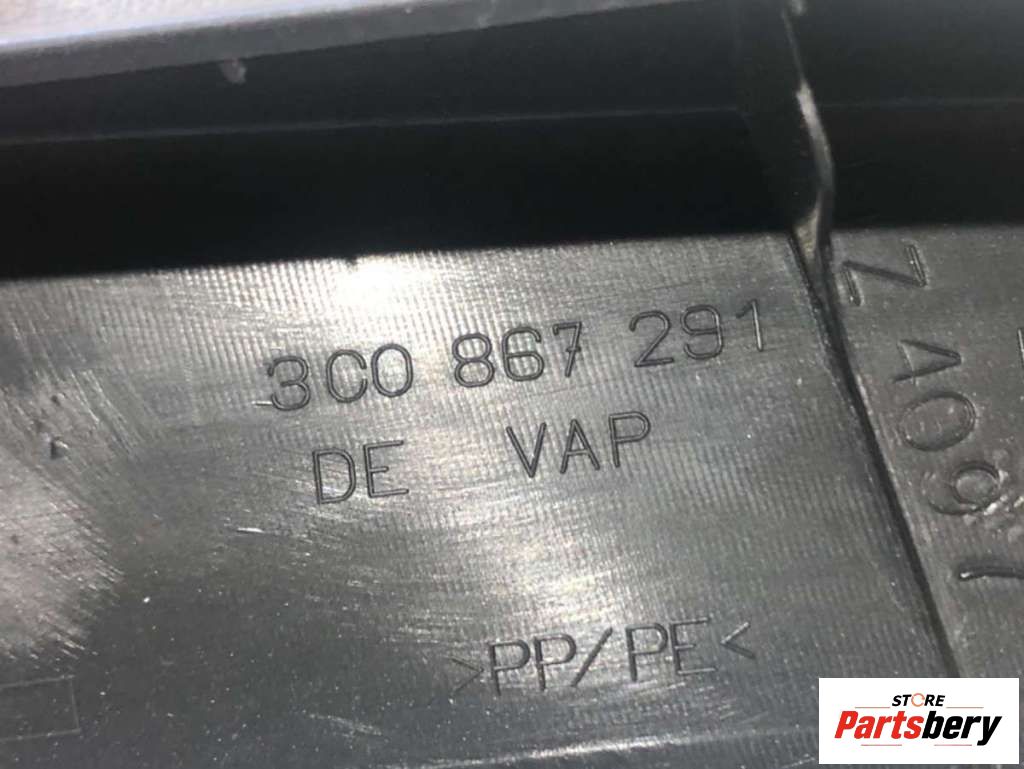 3C0 867 291
DE VAP
>PP/PE<
STORE
Partsbery